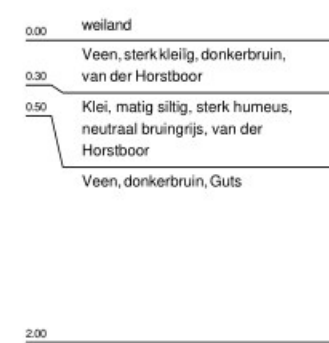 0.00 weiland
Veen, sterk kleiïg, donkerbruin,
0.30 van der Horstboor
0.50 Klei, matig siltig, sterk humeus,
neutraal bruingrijs, van der
Horstboor
Veen, donkerbruin, Guts
2.00